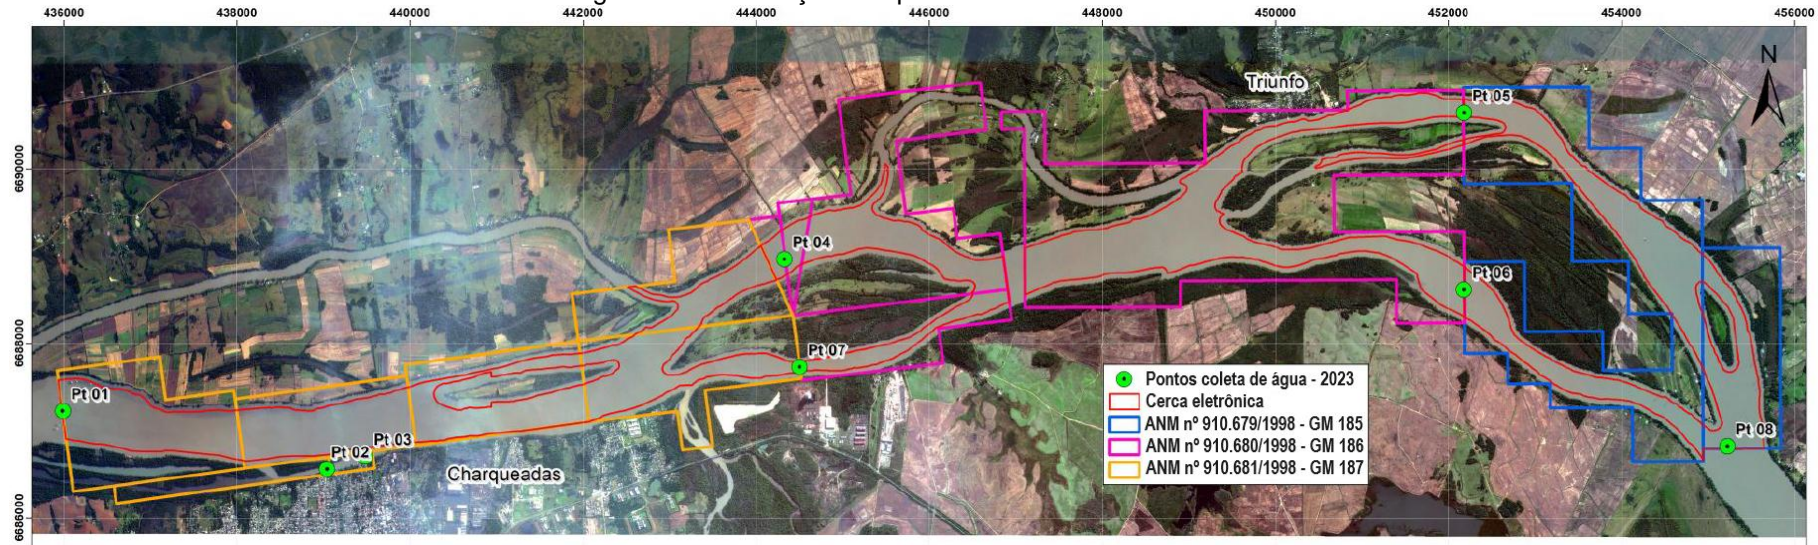 436000 438000 440000 442000 444000 446000 448000 450000 452000 454000 456000
N
Triunfo
Pt 05
6690000
Pt 04
Pt 06
6688000
Pt 07
Pontos coleta de água - 2023
Cerca eletrônica
Pt 01
ANM nº 910.679/1998 - GM 185
ANM nº 910.680/1998 - GM 186
Pt 08
Pt 03
Pt 02
ANM nº 910.681/1998 - GM 187
Charqueadas
6686000